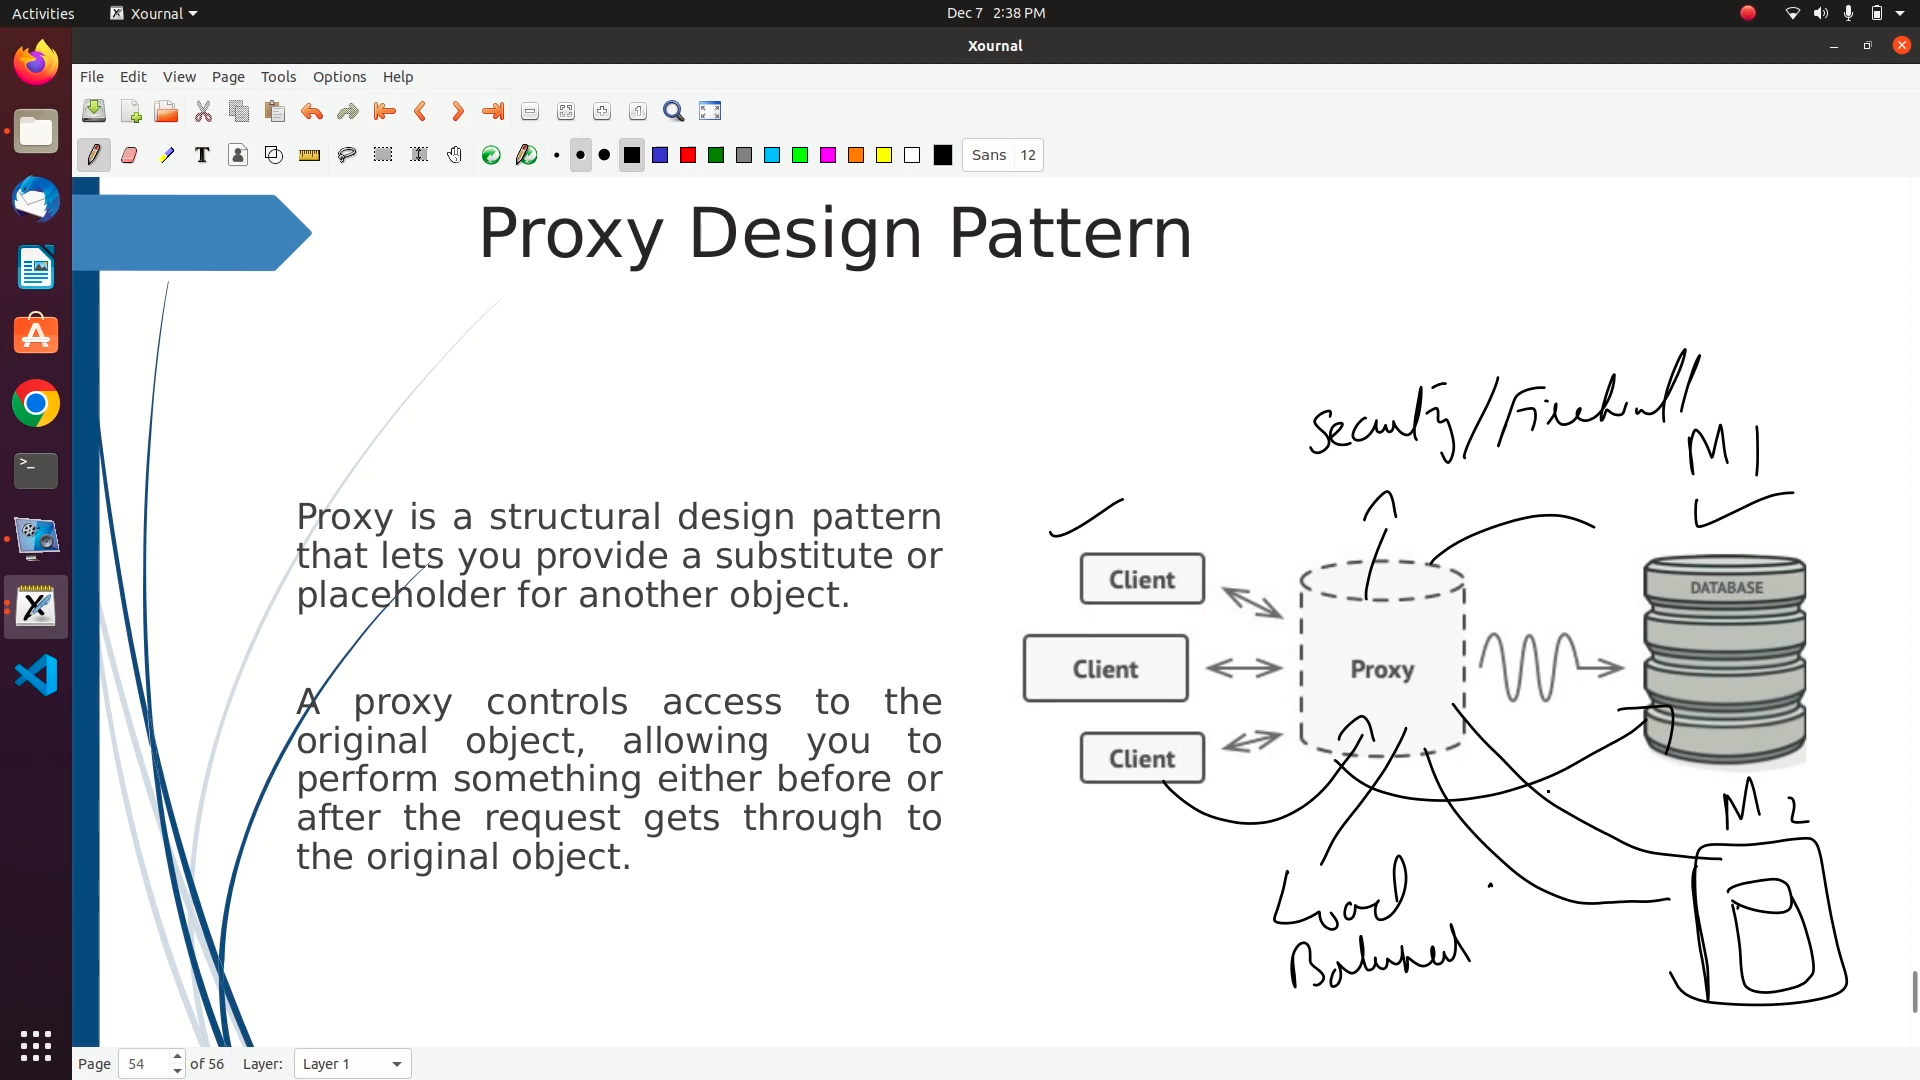 Activities
Xournal
Dec 7 2:38 PM
Xournal
File Edit View Page Tools Options Help
Sans 12
Proxy Design Pattern
Security/Firewall
M1
Proxy is a structural design pattern
that lets you provide a substitute or
placeholder for another object.
A proxy controls access to the
original object, allowing you to
perform something either before or
after the request gets through to
the original object.
Client
Client
Client
Proxy
DATABASE
M2
Load
Page 54 of 56 Layer: Layer 1